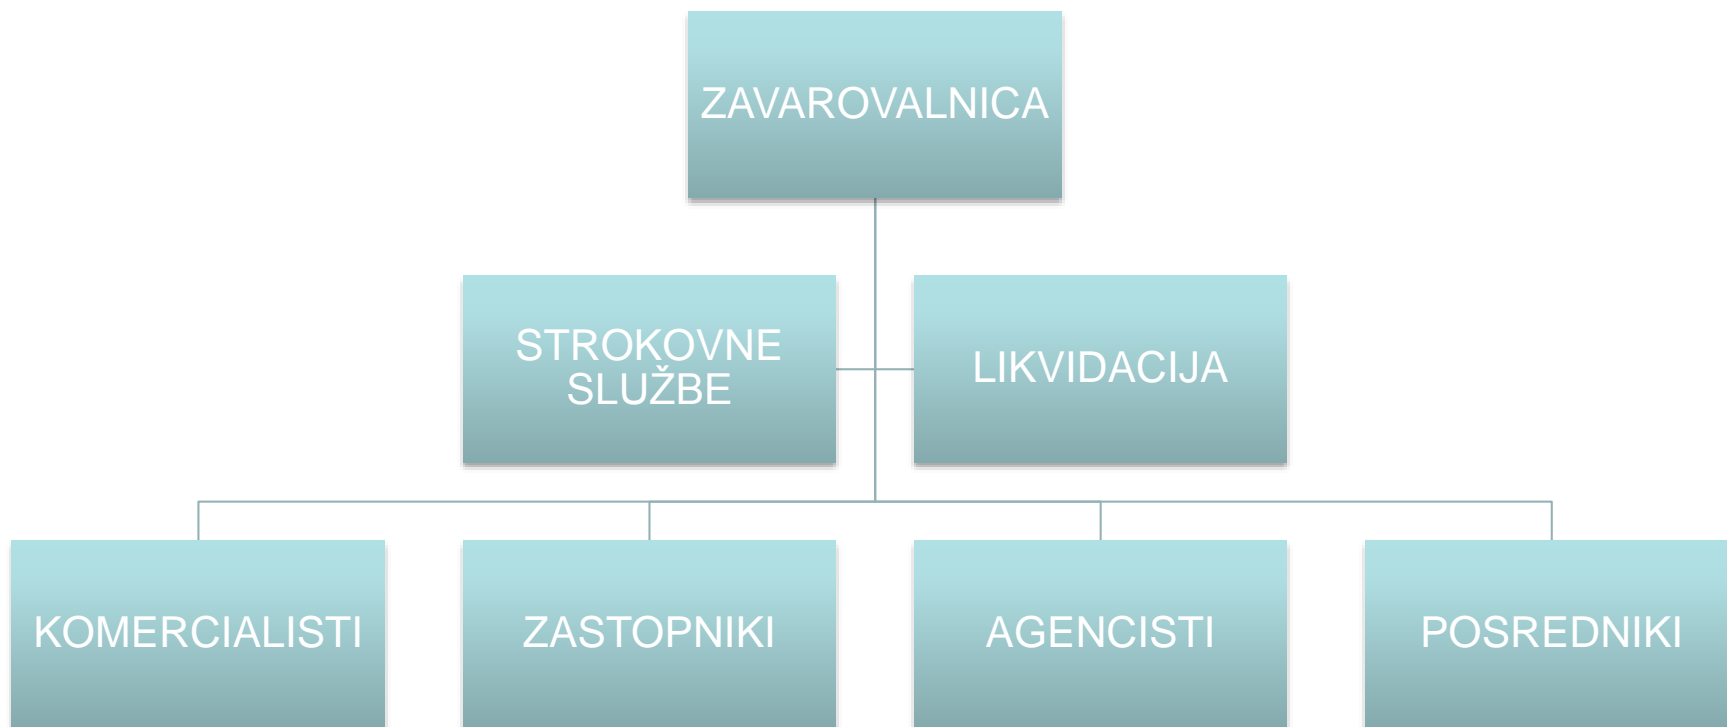 ZAVAROVALNICA
STROKOVNE
SLUŽBE
LIKVIDACIJA
KOMERCIALISTI
ZASTOPNIKI
AGENCISTI
POSREDNIKI